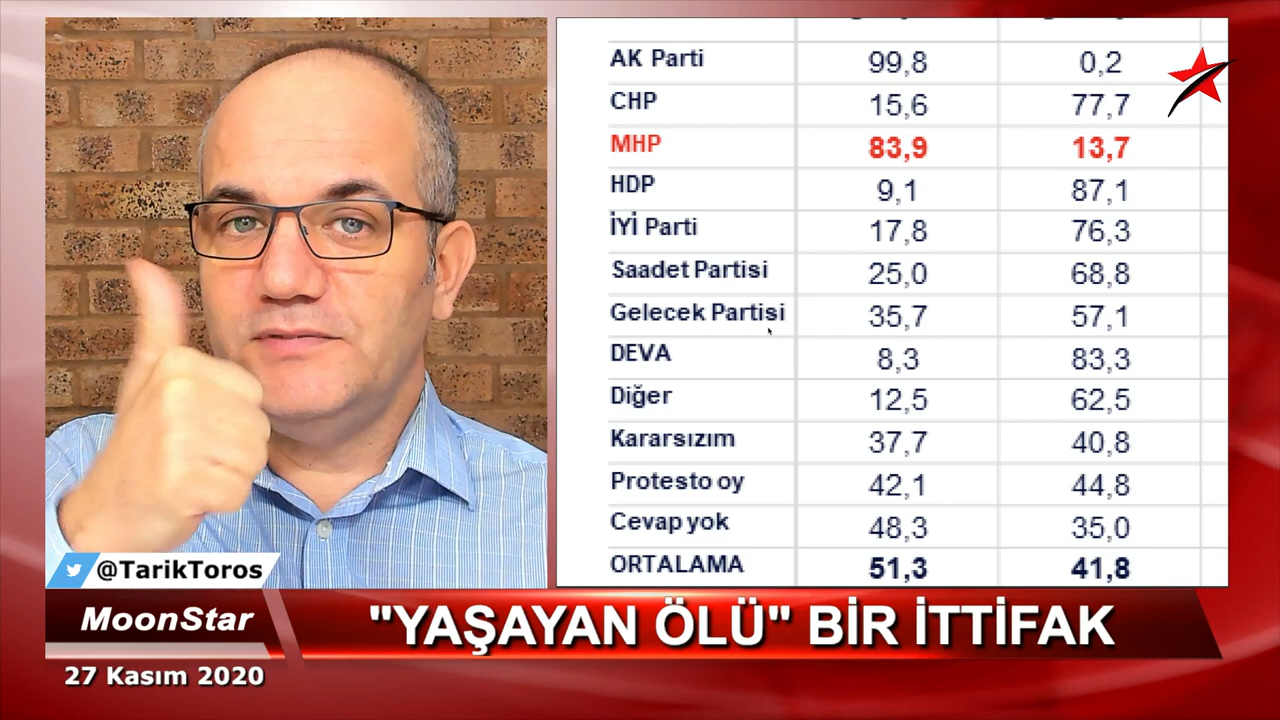 AK Parti 99,8 0,2
CHP 15,6 77,7
MHP 83,9 13,7
HDP 9,1 87,1
İYİ Parti 17,8 76,3
Saadet Partisi 25,0 68,8
Gelecek Partisi 35,7 57,1
DEVA 8,3 83,3
Diğer 12,5 62,5
Kararsızım 37,7 40,8
Protesto oy 42,1 44,8
Cevap yok 48,3 35,0
ORTALAMA 51,3 41,8
@TarikToros
MoonStar
"YAŞAYAN ÖLÜ" BİR İTTİFAK
27 Kasım 2020